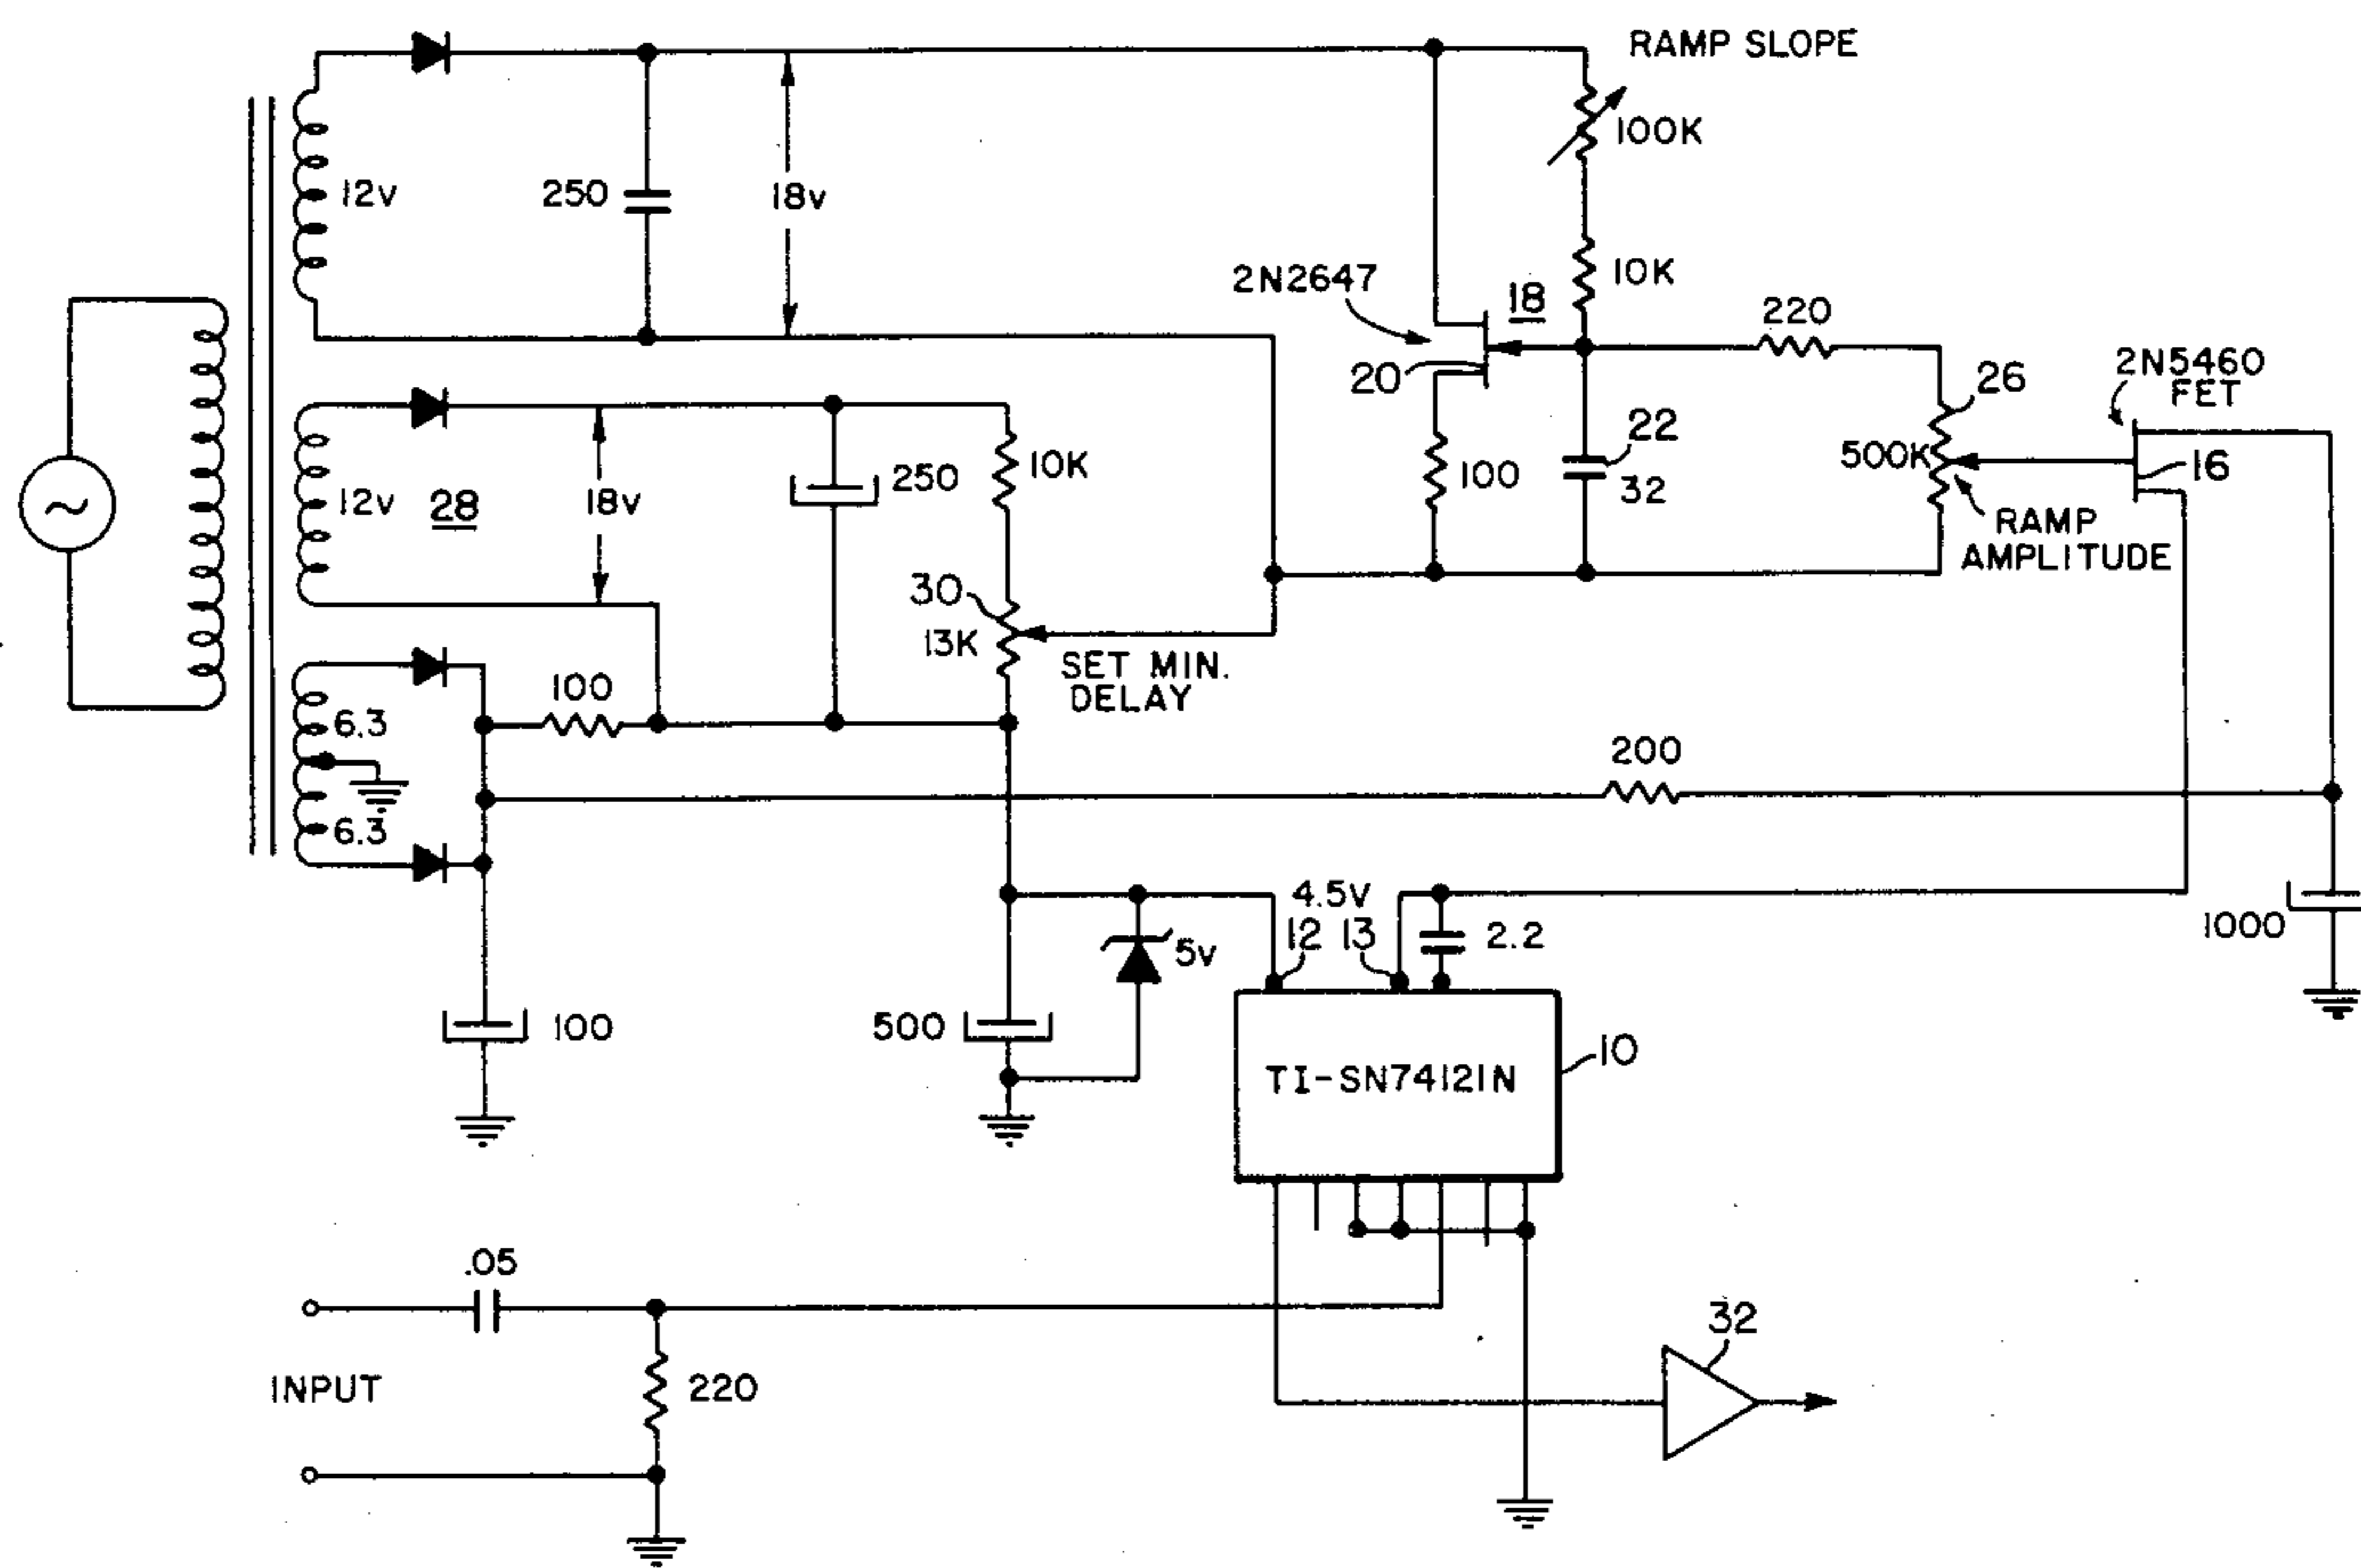 RAMP SLOPE
100K
12v
250
18v
2N2647
18
10K
220
20
22
26
2N5460
FET
500K
16
12v
28
18v
250
10K
100
32
RAMP
AMPLITUDE
30
13K
SET MIN.
DELAY
100
6.3
6.3
200
4.5V
12
13
2.2
5v
1000
100
500
TI-SN74121N
10
.05
INPUT
220
32